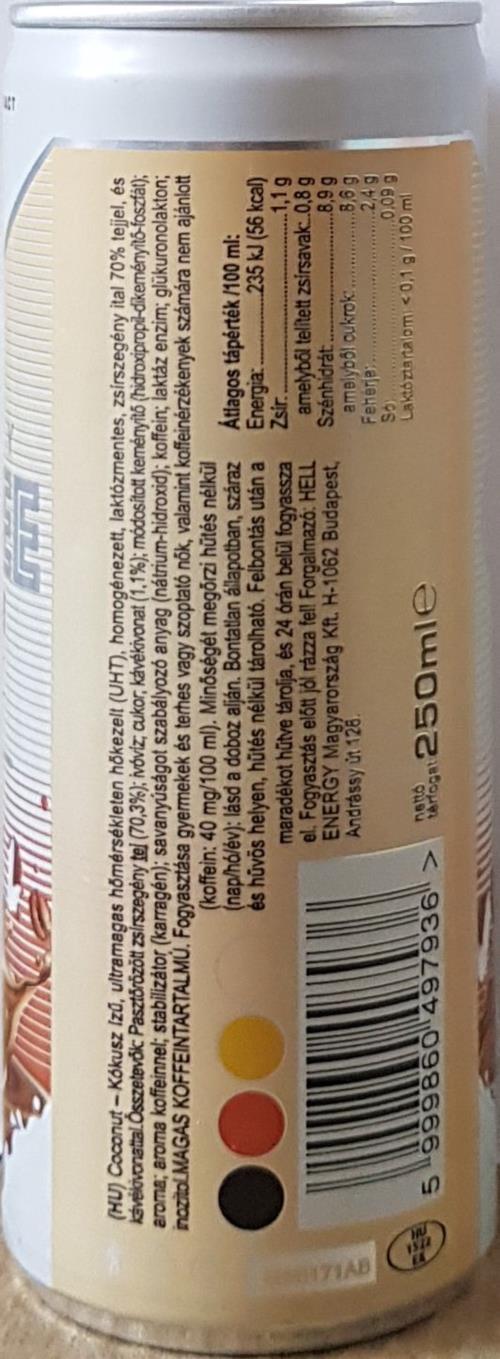 (HU) Coconut – Kókusz ízű, ultramagas hőmérsékleten hőkezelt (UHT), homogénezett, laktózmentes, zsírszegény ital 70% tejjel, és
kávékivonattal. Összetevők: Pasztőrözött zsírszegény tej (70,3%); ivóvíz; cukor; kávékivonat (1,1%); módosított keményítő (hidroxipropil-dikeményítő-foszfát);
aroma; aroma koffeinnel; stabilizátor (karragén); savanyúságot szabályozó anyag (nátrium-hidroxid); koffein; laktáz enzim; glükuronolakton;
inozitol. MAGAS KOFFEINTARTALMÚ. Fogyasztása gyermekek és terhes vagy szoptató nők, valamint koffeinérzékenyek számára nem ajánlott
(koffein: 40 mg/100 ml). Minőségét megőrzi hűtés nélkül
(nap/hó/év): lásd a doboz alján. Bontatlan állapotban, száraz
és hűvös helyen, hűtés nélkül tárolható. Felbontás után a
maradékot hűtve tárolja, és 24 órán belül fogyassza
el. Fogyasztás előtt jól rázza fel! Forgalmazó: HELL
ENERGY Magyarország Kft. H-1062 Budapest,
Andrássy út 126.
Átlagos tápérték /100 ml:
Energia:..........235 kJ (56 kcal)
Zsír..........1,1 g
amelyből telített zsírsavak:..0,8 g
Szénhidrát:..........8,9 g
amelyből cukrok:..........8,6 g
Fehérje:..........2,4 g
Só:..........0,09 g
Laktóztartalom: <0,1 g / 100 ml
nettó
térfogat 250ml e
5 999860 497936 >
HU
EK
171AB